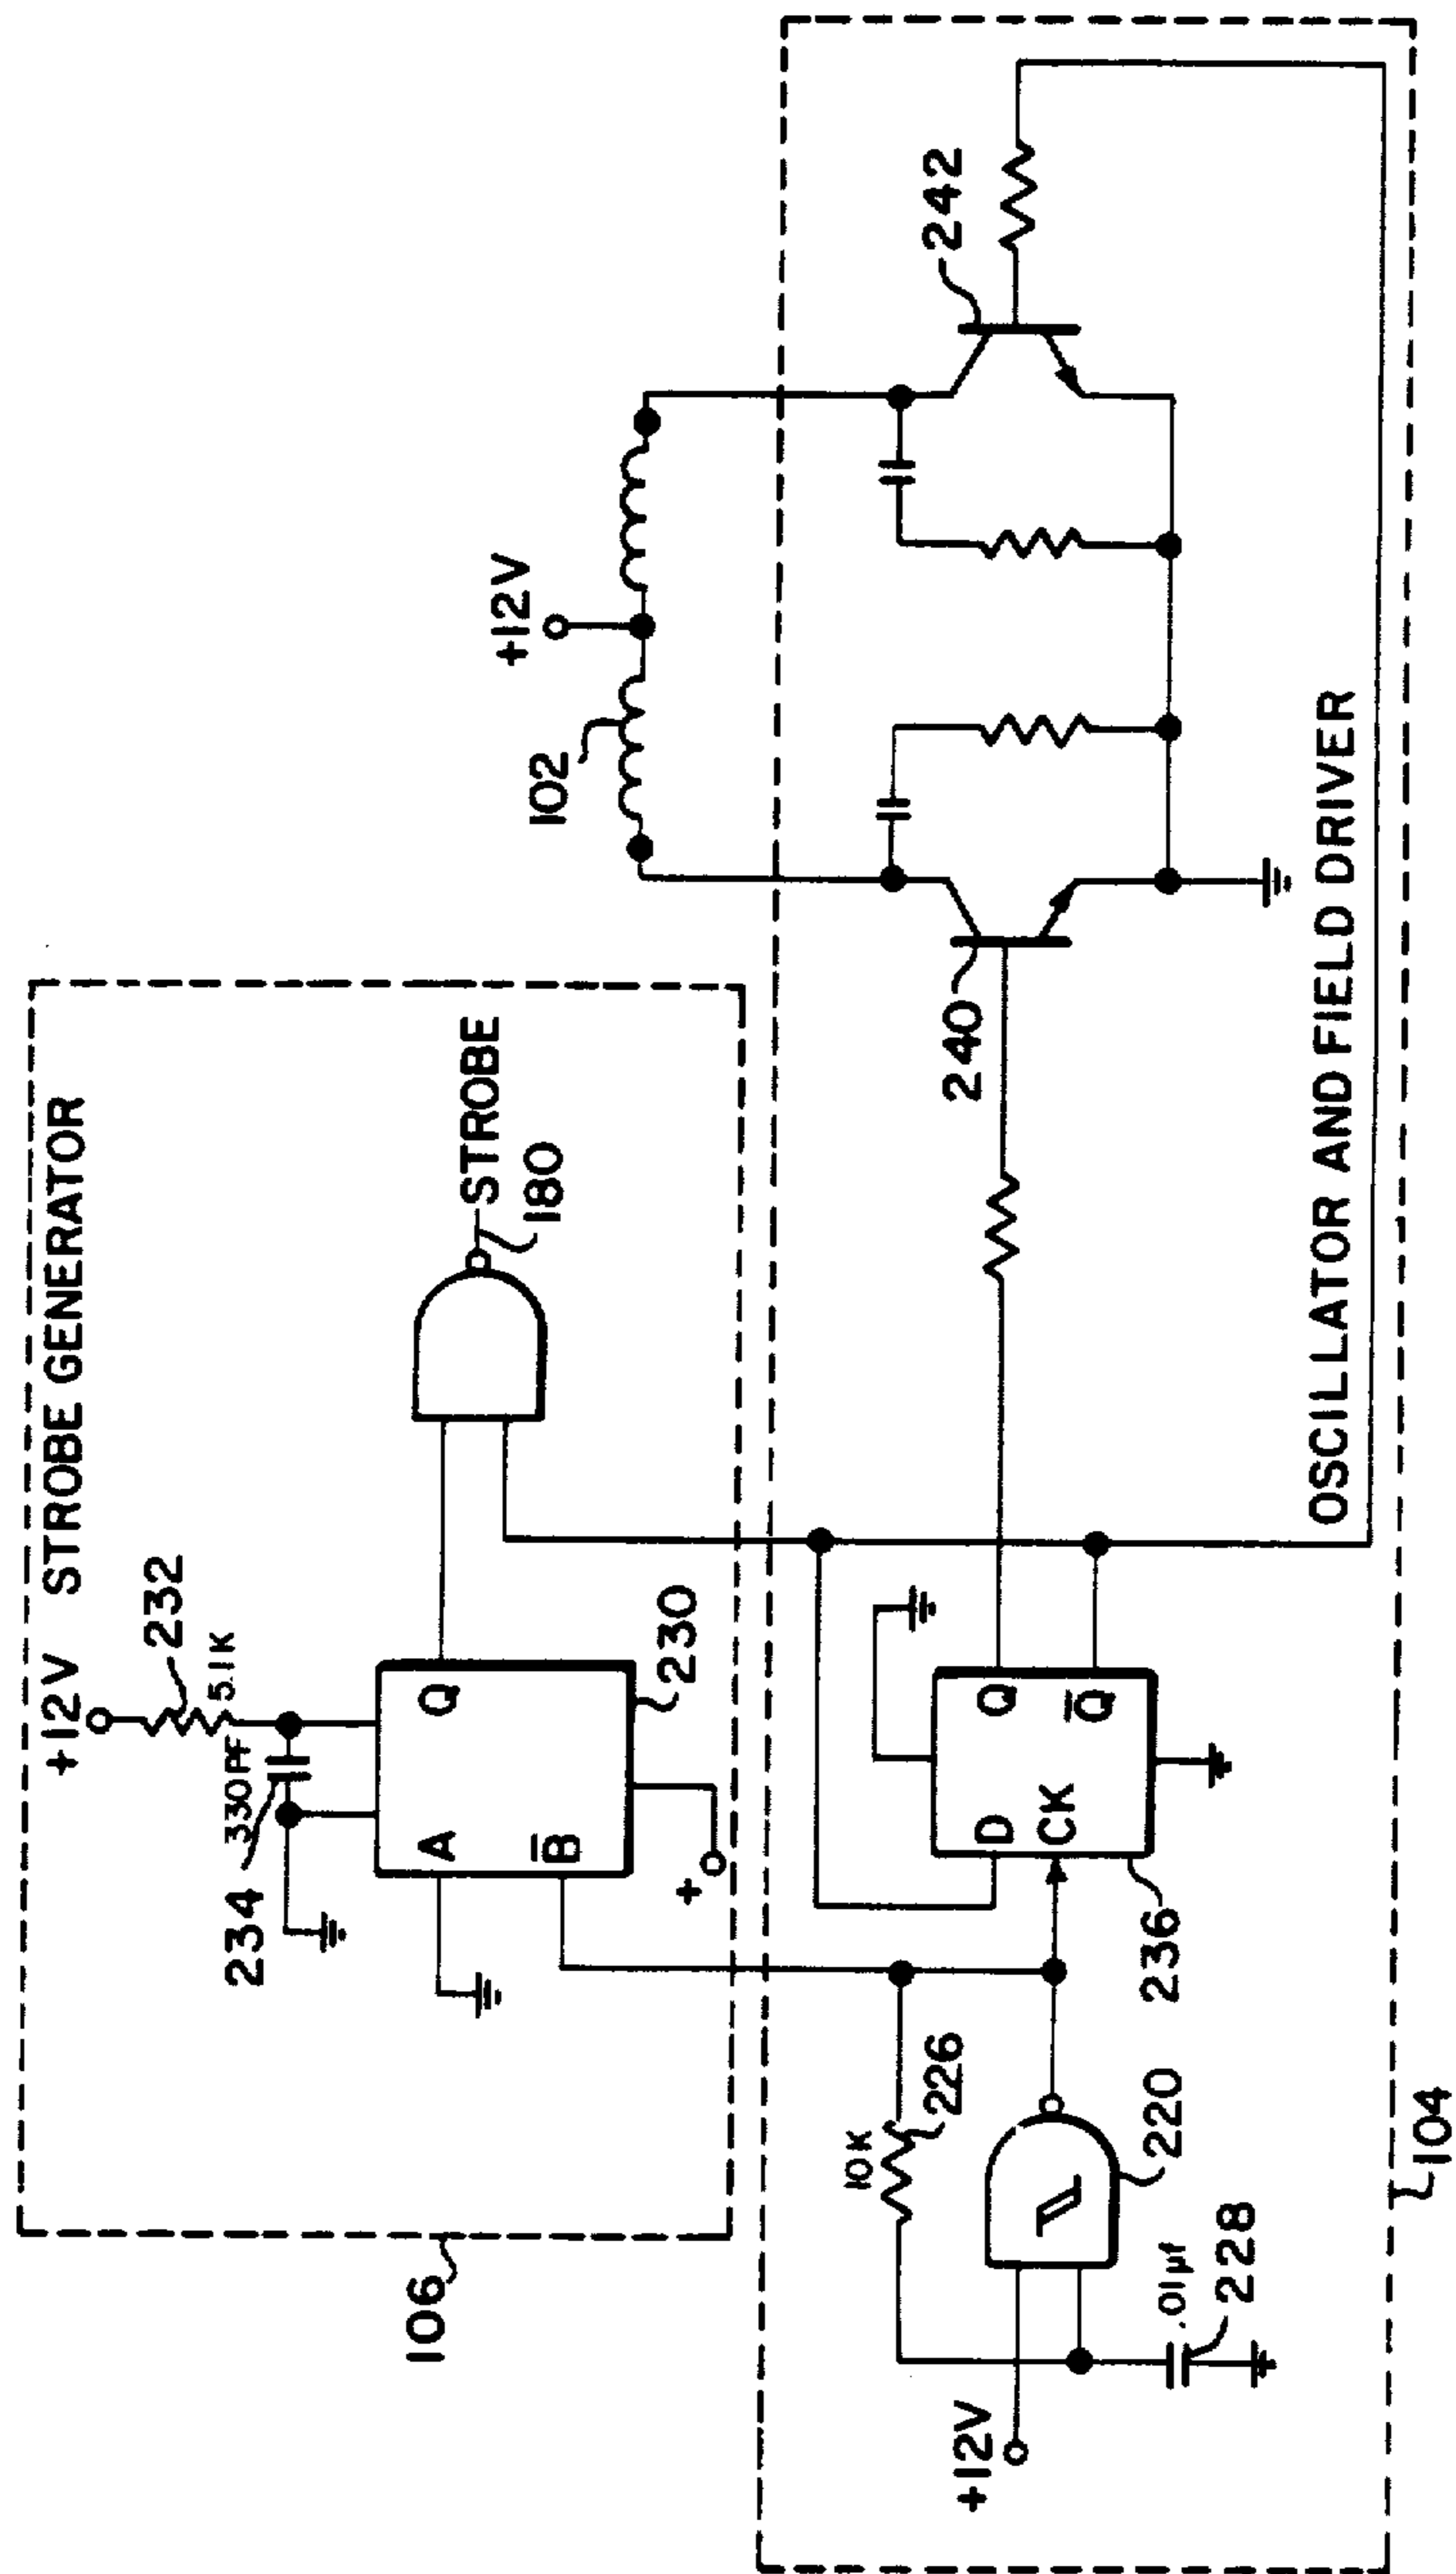 +12V STROBE GENERATOR
232
5.1K
330PF
234
A
Q
B̅
230
+
STROBE
180
106
+12V
102
10K
226
220
.01µf
228
+12V
D
CK
Q
Q̅
236
240
242
OSCILLATOR AND FIELD DRIVER
104